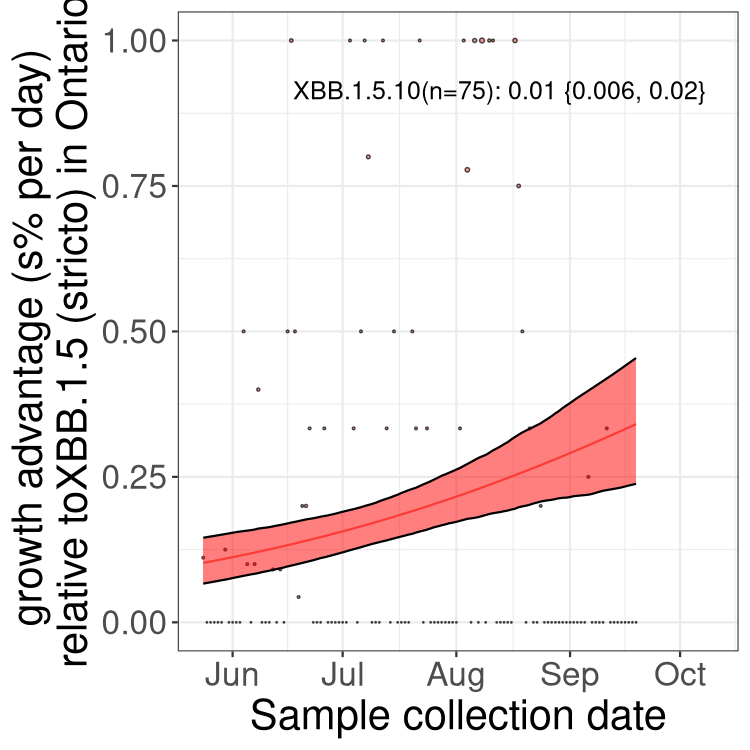 growth advantage (s% per day)
relative toXBB.1.5 (stricto) in Ontario
1.00
XBB.1.5.10(n=75): 0.01 {0.006, 0.02}
0.75
0.50
0.25
0.00
Jun Jul Aug Sep Oct
Sample collection date